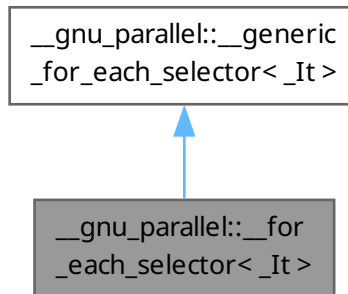 __gnu_parallel::__generic
_for_each_selector< _It >
__gnu_parallel::__for
_each_selector< _It >